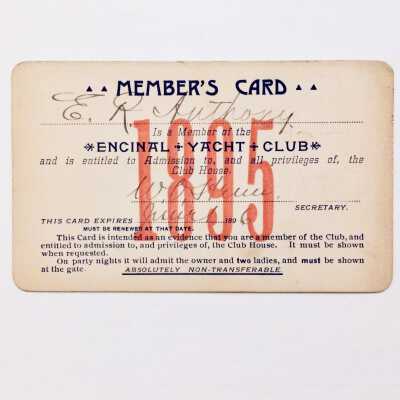 MEMBER'S CARD
E. R. Anthony
Is a Member of the
ENCINAL YACHT CLUB
and is entitled to Admission to, and all privileges of, the
Club House.
1895
SECRETARY.
THIS CARD EXPIRES 1896
MUST BE RENEWED AT THAT DATE.
This Card is intended as an evidence that you are a member of the Club, and
entitled to admission to, and privileges of, the Club House. It must be shown
when requested.
On party nights it will admit the owner and two ladies, and must be shown
at the gate. ABSOLUTELY NON-TRANSFERABLE.